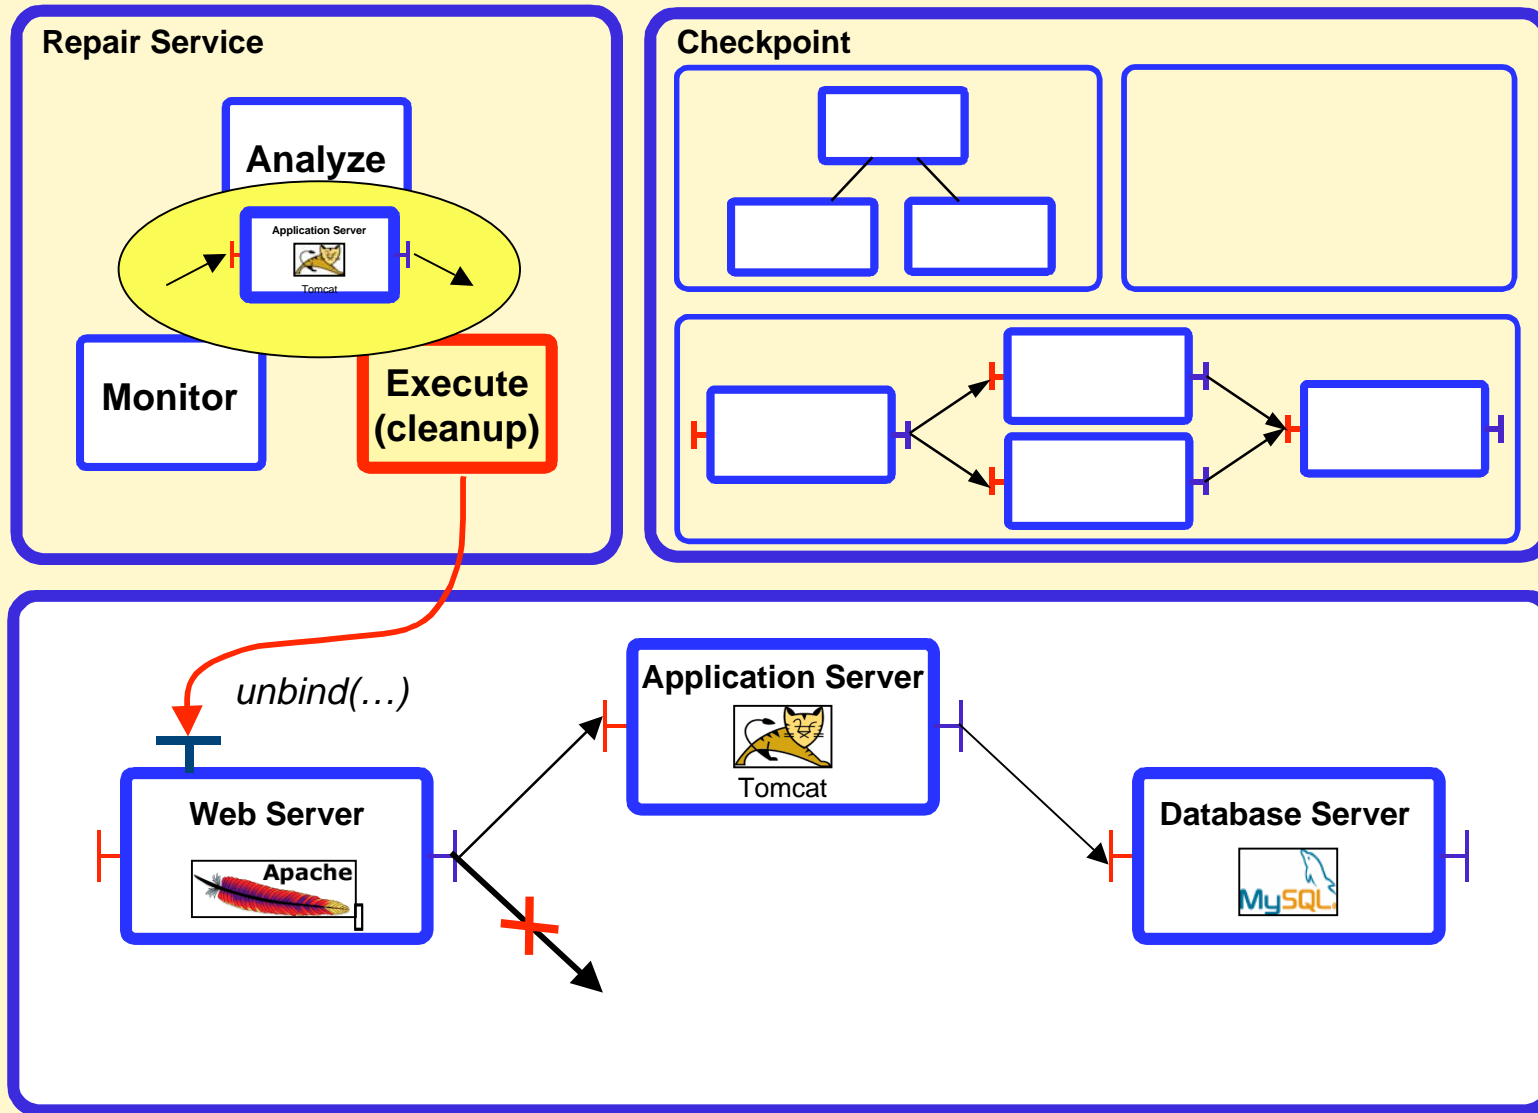 Repair Service
Checkpoint
Analyze
Application Server
Tomcat
Monitor
Execute
(cleanup)
unbind(...)
Application Server
Tomcat
Web Server
Apache
Database Server
MySQL